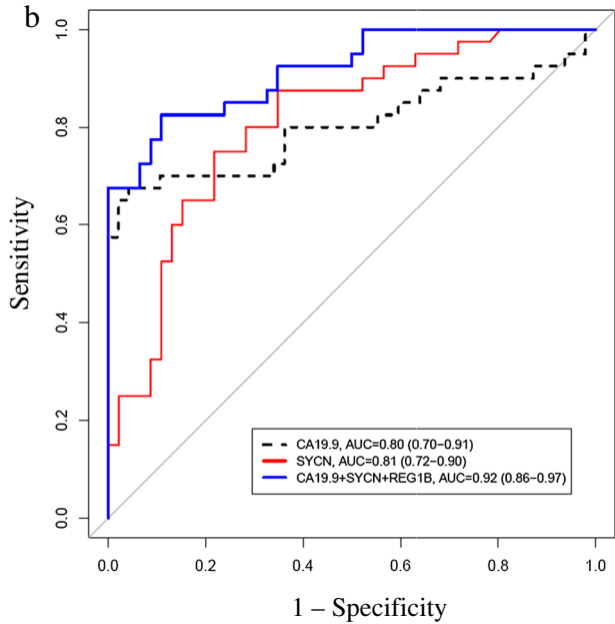 b
1.0
0.8
0.6
0.4
0.2
0.0
Sensitivity
CA19.9, AUC=0.80 (0.70−0.91)
SYCN, AUC=0.81 (0.72−0.90)
CA19.9+SYCN+REG1B, AUC=0.92 (0.86−0.97)
0.0 0.2 0.4 0.6 0.8 1.0
1 – Specificity